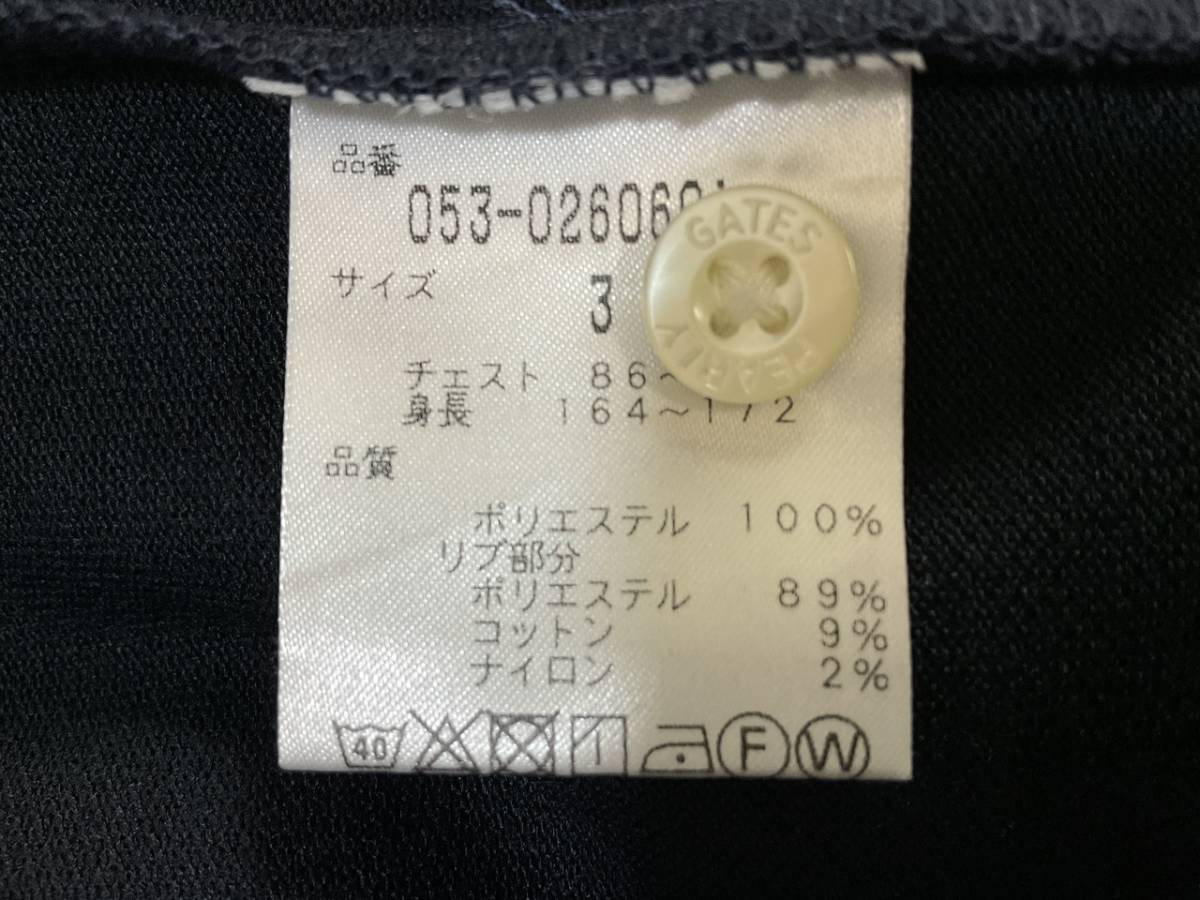 品番
053-02606
サイズ 3
チェスト 86~
身長 164~172
品質
ポリエステル 100%
リブ部分
ポリエステル 89%
コットン 9%
ナイロン 2%
40 F W
GATES
PEARLY